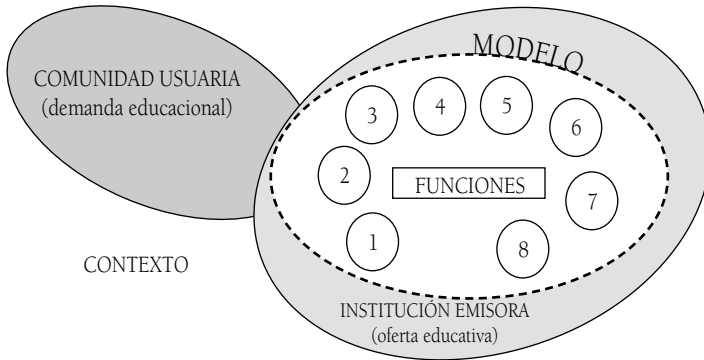 MODELO
COMUNIDAD USUARIA
(demanda educacional)
3
4
5
6
2
FUNCIONES
7
1
8
CONTEXTO
INSTITUCIÓN EMISORA
(oferta educativa)